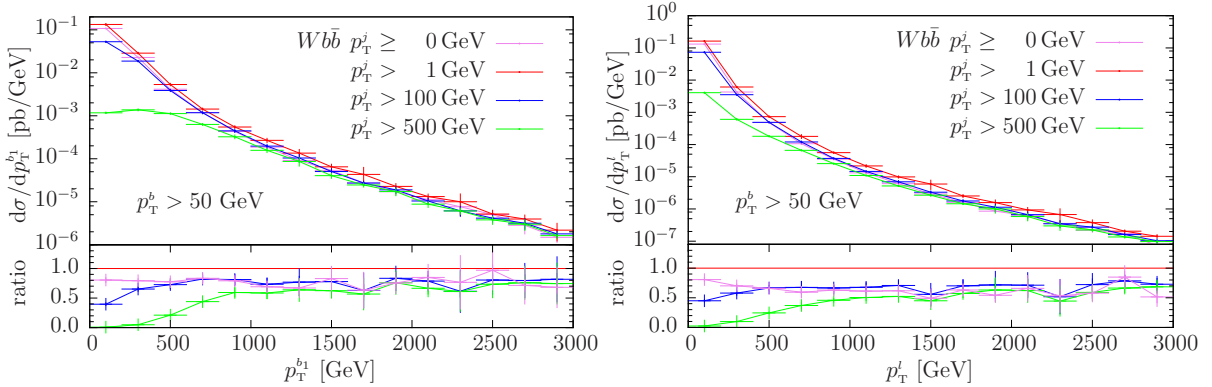 dσ/dp_T^{b_1} [pb/GeV]
10^{-1}
10^{-2}
10^{-3}
10^{-4}
10^{-5}
10^{-6}
Wbb̄ p_T^j ≥ 0 GeV
p_T^j > 1 GeV
p_T^j > 100 GeV
p_T^j > 500 GeV
p_T^b > 50 GeV
ratio
1.0
0.5
0.0
0 500 1000 1500 2000 2500 3000
p_T^{b_1} [GeV]
dσ/dp_T^l [pb/GeV]
10^0
10^{-1}
10^{-2}
10^{-3}
10^{-4}
10^{-5}
10^{-6}
10^{-7}
Wbb̄ p_T^j ≥ 0 GeV
p_T^j > 1 GeV
p_T^j > 100 GeV
p_T^j > 500 GeV
p_T^b > 50 GeV
ratio
1.0
0.5
0.0
0 500 1000 1500 2000 2500 3000
p_T^l [GeV]